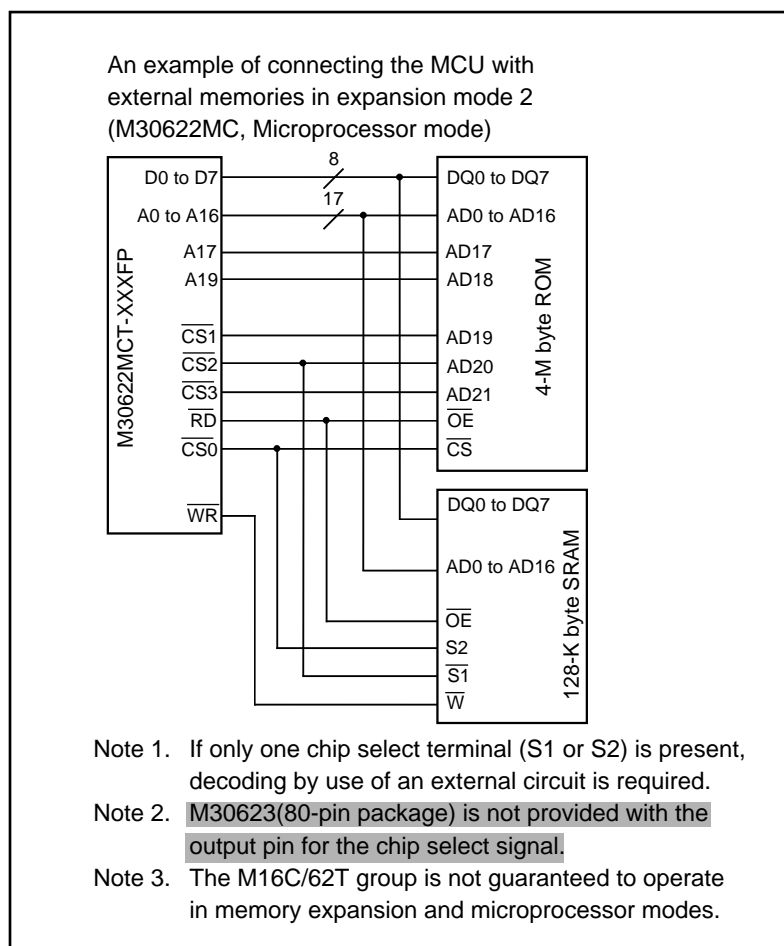 An example of connecting the MCU with
external memories in expansion mode 2
(M30622MC, Microprocessor mode)
M30622MCT-XXXFP
D0 to D7
A0 to A16
A17
A19
CS1
CS2
CS3
RD
CS0
WR
8
17
DQ0 to DQ7
AD0 to AD16
AD17
AD18
AD19
AD20
AD21
OE
CS
4-M byte ROM
DQ0 to DQ7
AD0 to AD16
OE
S2
S1
W
128-K byte SRAM
Note 1. If only one chip select terminal (S1 or S2) is present,
decoding by use of an external circuit is required.
Note 2. M30623(80-pin package) is not provided with the
output pin for the chip select signal.
Note 3. The M16C/62T group is not guaranteed to operate
in memory expansion and microprocessor modes.